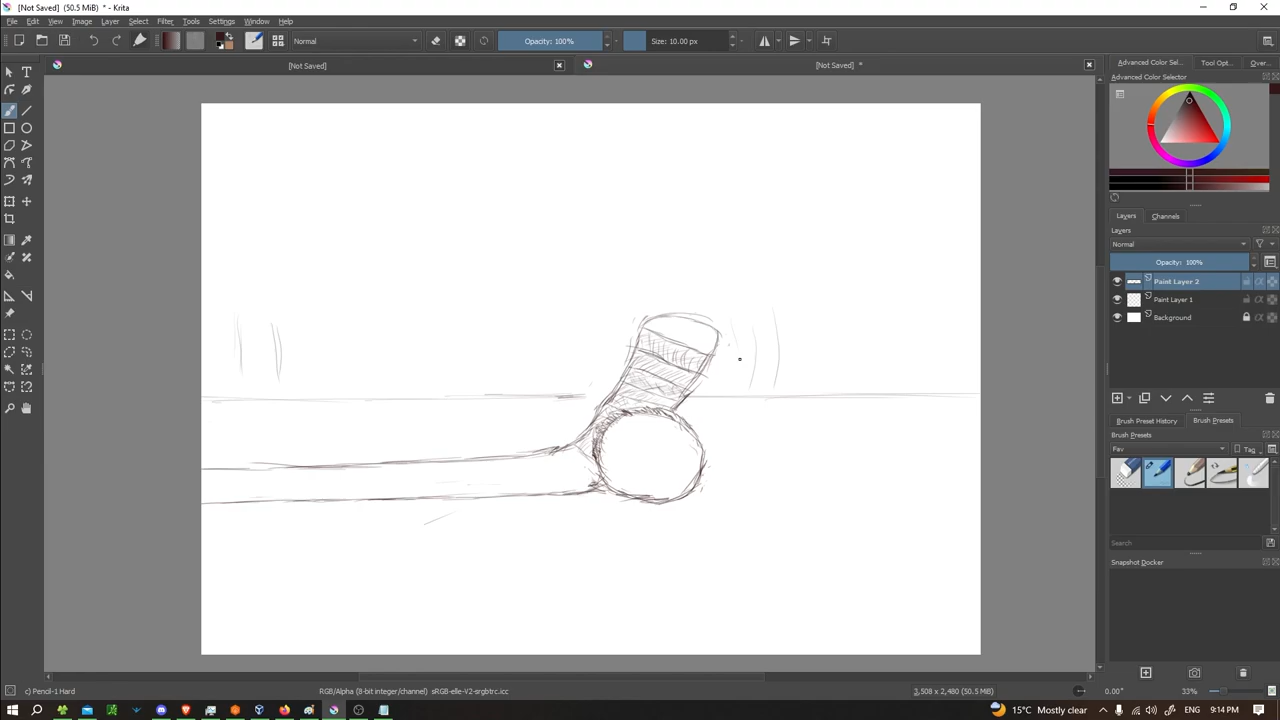 [Not Saved] (50.5 MiB) * - Krita
File Edit View Image Layer Select Filter Tools Settings Window Help
Normal Opacity: 100% Size: 10.00 px
[Not Saved] [Not Saved] *
Advanced Color Sel... Tool Opt... Over...
Advanced Color Selector
Layers Channels
Layers
Normal
Opacity: 100%
Paint Layer 2
Paint Layer 1
Background
Brush Preset History Brush Presets
Brush Presets
Fav Tag
Search
Snapshot Docker
c) Pencil-1 Hard RGB/Alpha (8-bit integer/channel) sRGB-elle-V2-srgbtrc.icc 3,508 x 2,480 (50.5 MiB) 0.00° 33%
15°C Mostly clear ENG 9:14 PM